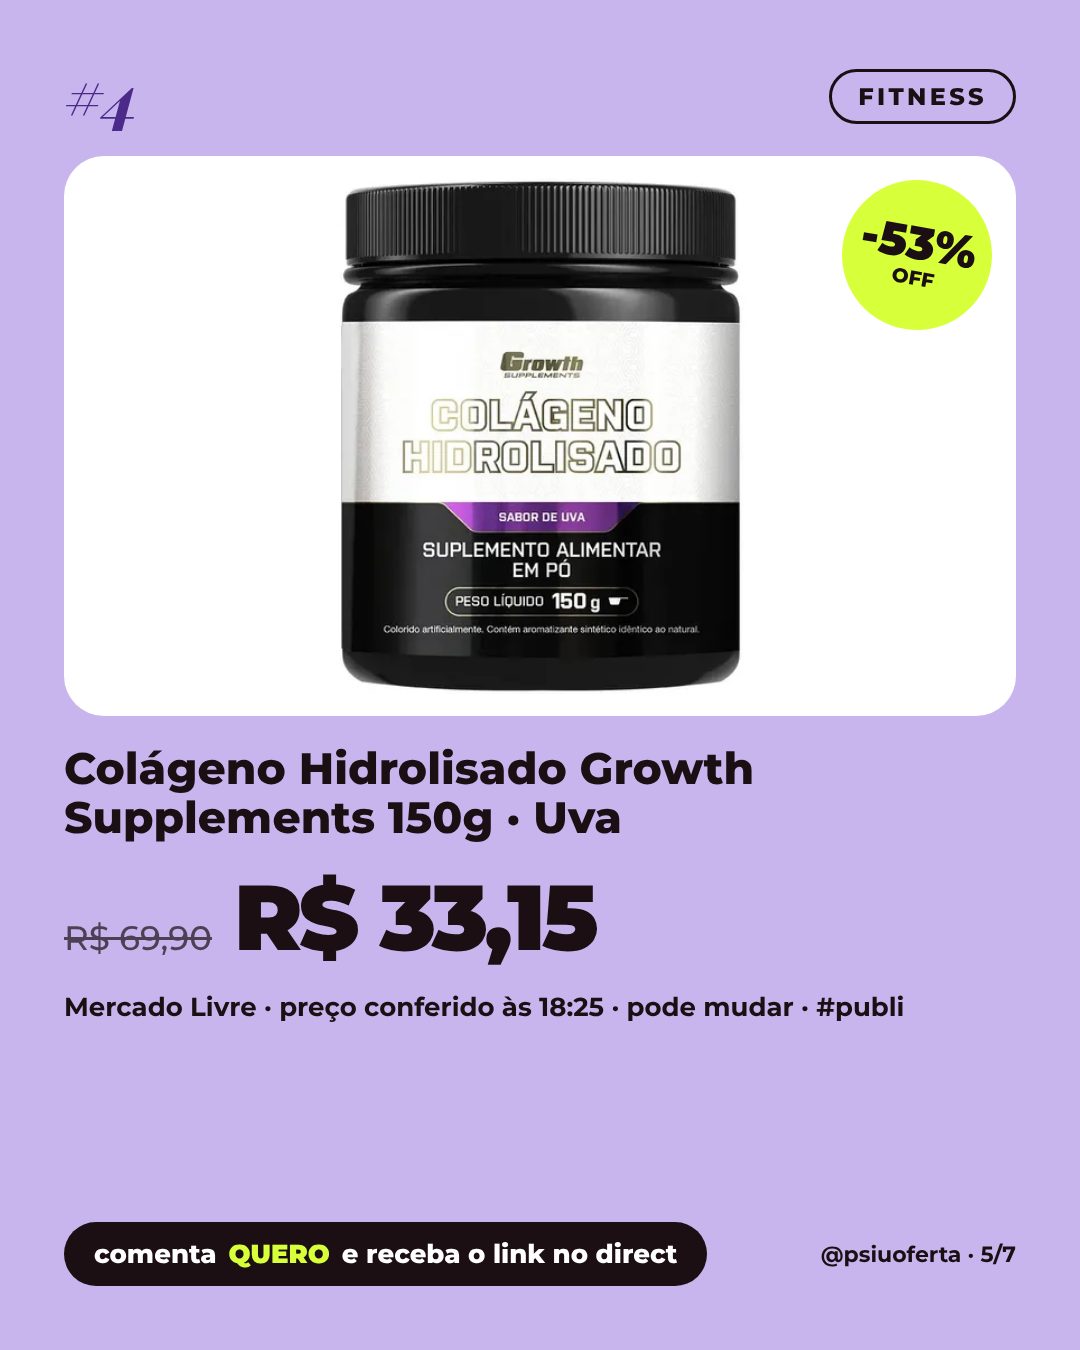 #4
FITNESS
-53%
OFF
Growth
SUPPLEMENTS
COLÁGENO
HIDROLISADO
SABOR DE UVA
SUPLEMENTO ALIMENTAR
EM PÓ
PESO LÍQUIDO 150 g
Colorido artificialmente. Contém aromatizante sintético idêntico ao natural.
Colágeno Hidrolisado Growth
Supplements 150g · Uva
R$ 69,90 R$ 33,15
Mercado Livre · preço conferido às 18:25 · pode mudar · #publi
comenta QUERO e receba o link no direct
@psiuoferta · 5/7